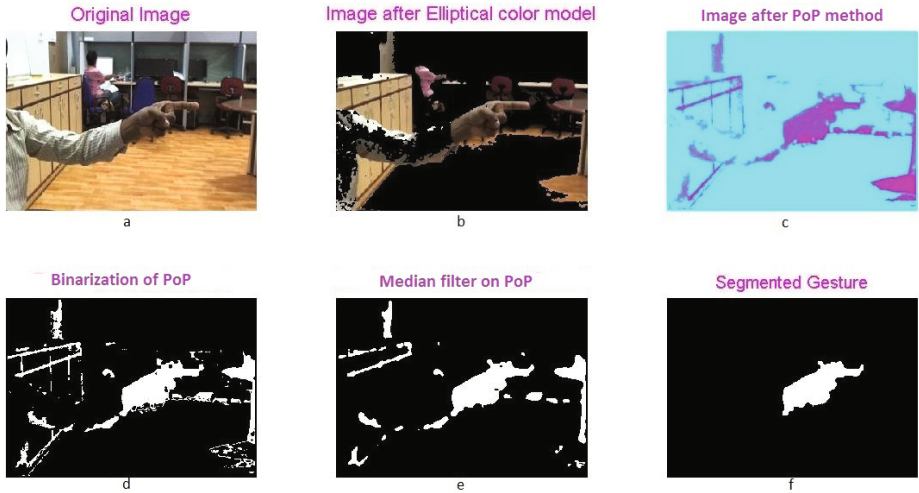 Original Image
Image after Elliptical color model
Image after PoP method
a
b
c
Binarization of PoP
Median filter on PoP
Segmented Gesture
d
e
f